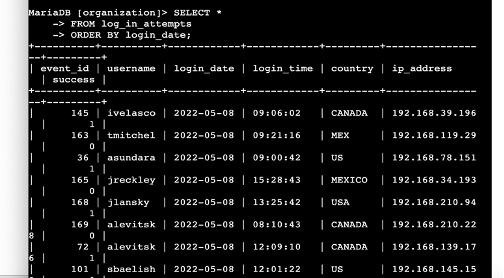 MariaDB [organization]> SELECT *
-> FROM log_in_attempts
-> ORDER BY login_date;
+----------+----------+------------+------------+---------+---------------
--+---------+
| event_id | username | login_date | login_time | country | ip_address
| success |
+----------+----------+------------+------------+---------+---------------
--+---------+
| 145 | ivelasco | 2022-05-08 | 09:06:02 | CANADA | 192.168.39.196
| 1 |
| 163 | tmitchel | 2022-05-08 | 09:21:16 | MEX | 192.168.119.29
| 0 |
| 36 | asundara | 2022-05-08 | 09:00:42 | US | 192.168.78.151
| 1 |
| 165 | jreckley | 2022-05-08 | 15:28:43 | MEXICO | 192.168.34.193
| 0 |
| 168 | jlansky | 2022-05-08 | 13:25:42 | USA | 192.168.210.94
| 1 |
| 169 | alevitsk | 2022-05-08 | 08:10:43 | CANADA | 192.168.210.22
8 | 0 |
| 72 | alevitsk | 2022-05-08 | 12:09:10 | CANADA | 192.168.139.17
6 | 1 |
| 101 | sbaelish | 2022-05-08 | 12:01:22 | US | 192.168.145.15